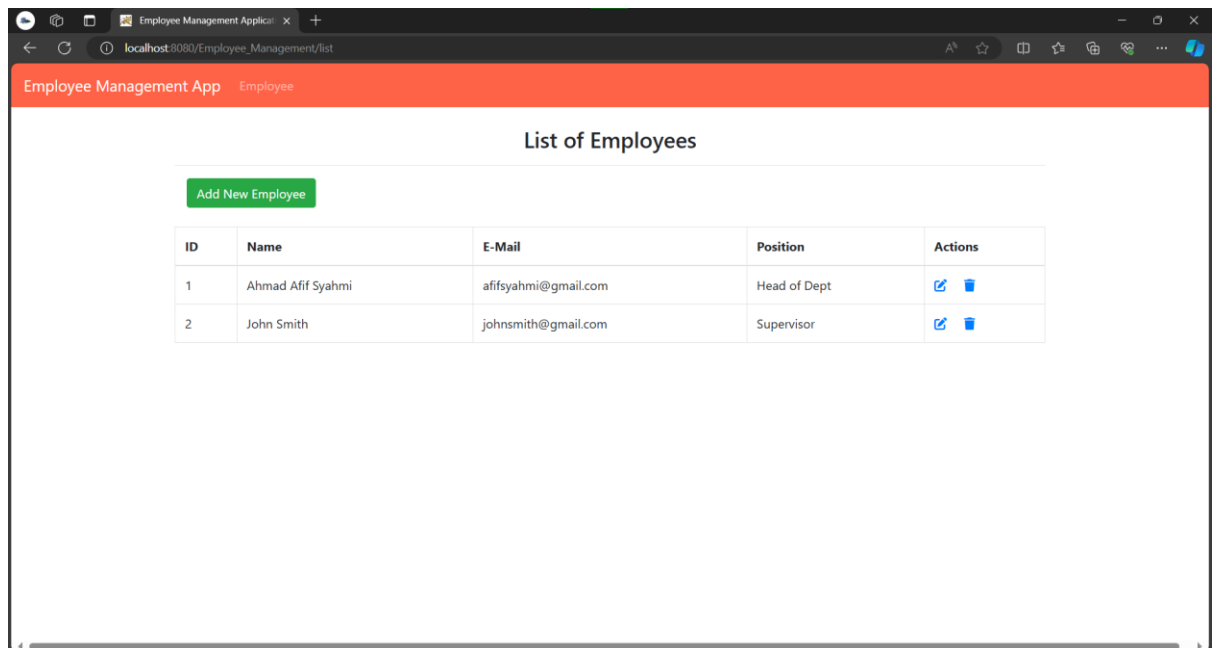 Employee Management Applicat
localhost:8080/Employee_Management/list
Employee Management App Employee
List of Employees
Add New Employee
ID Name E-Mail Position Actions
1 Ahmad Afif Syahmi afifsyahmi@gmail.com Head of Dept
2 John Smith johnsmith@gmail.com Supervisor